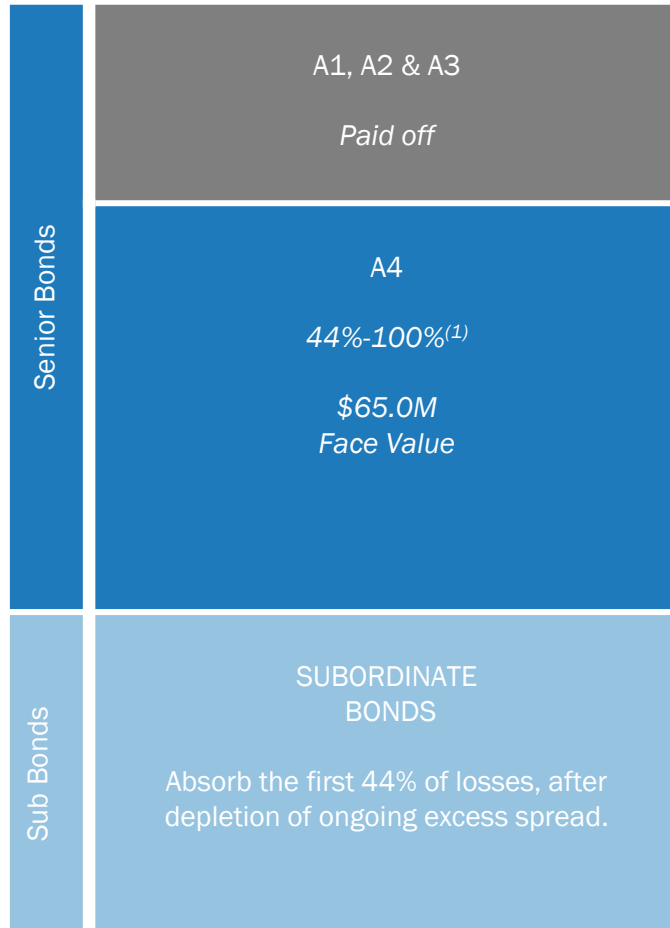 Senior Bonds
A1, A2 & A3
Paid off
A4
44%-100%(1)
$65.0M
Face Value
Sub Bonds
SUBORDINATE
BONDS
Absorb the first 44% of losses, after
depletion of ongoing excess spread.